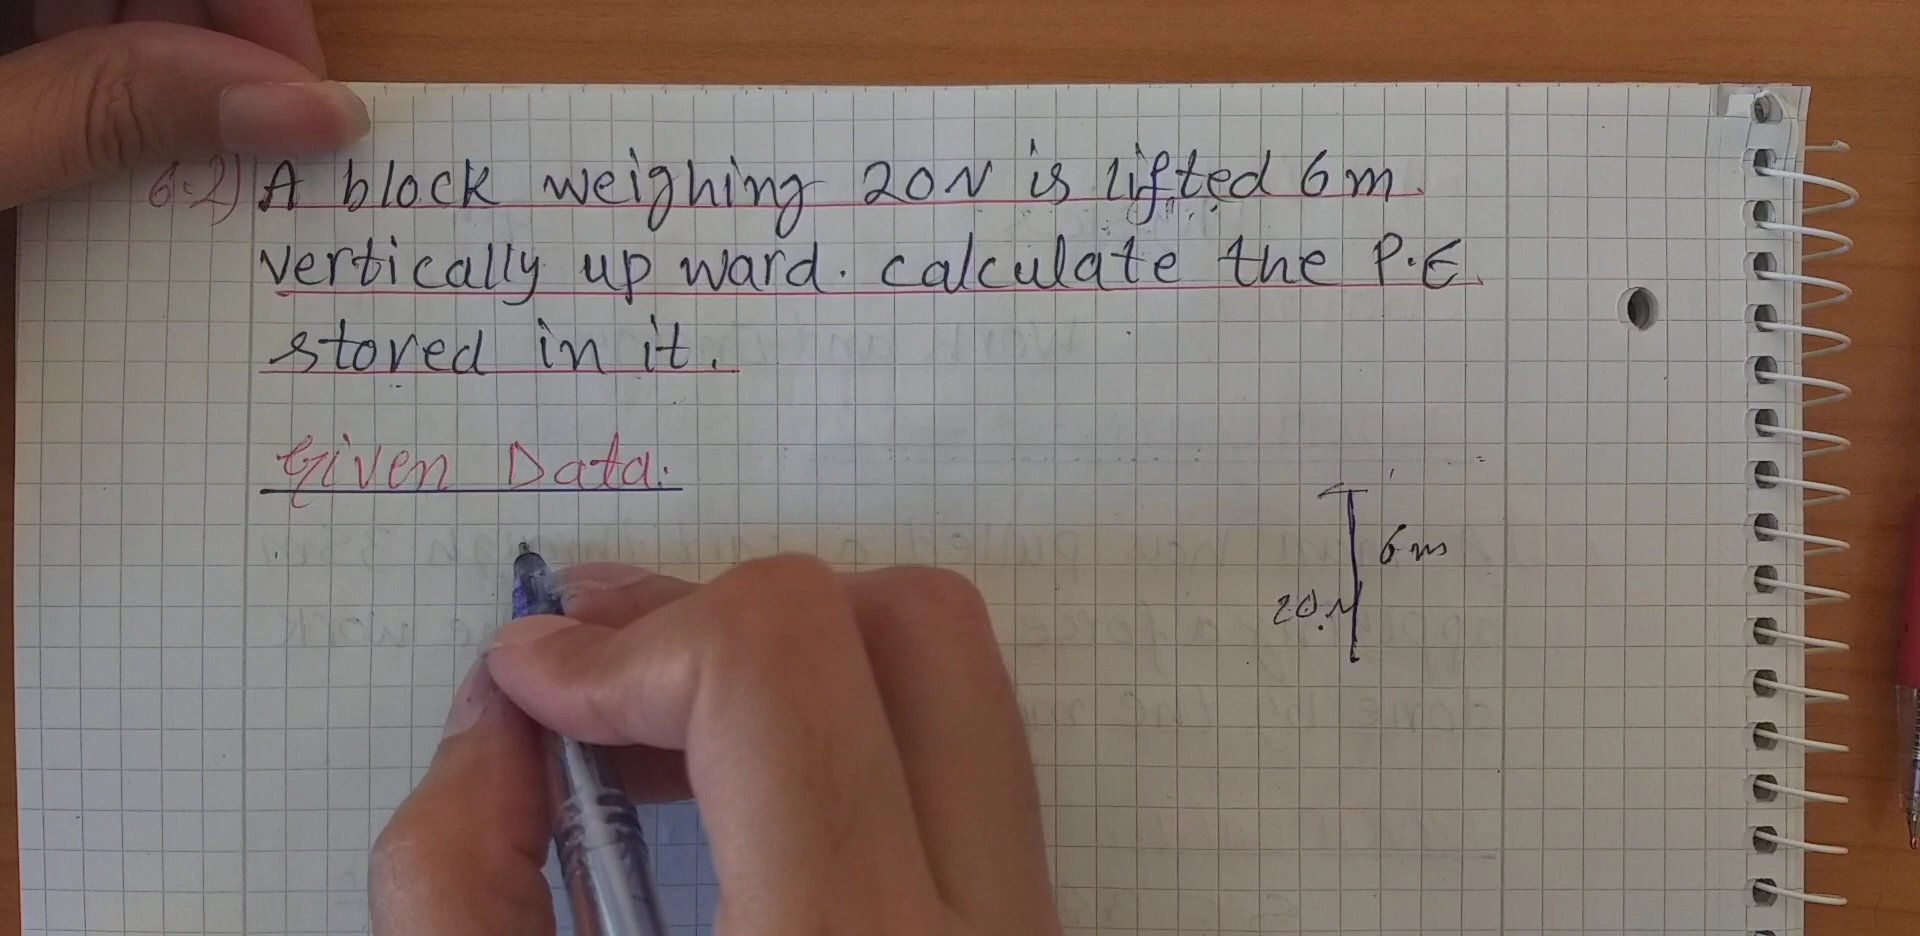 6.2) A block weighing 20N is lifted 6m
vertically up ward. calculate the P.E
stored in it.
Given Data:
6m
20N